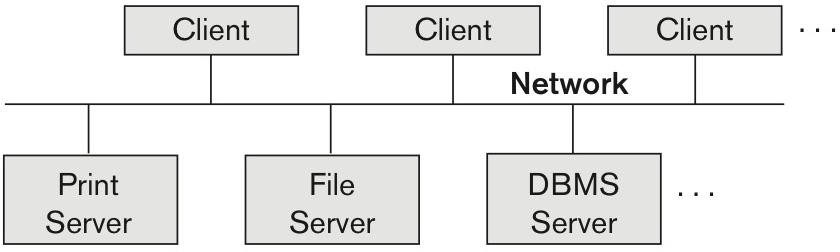 Client
Client
Client
. . .
Network
Print
Server
File
Server
DBMS
Server
. . .